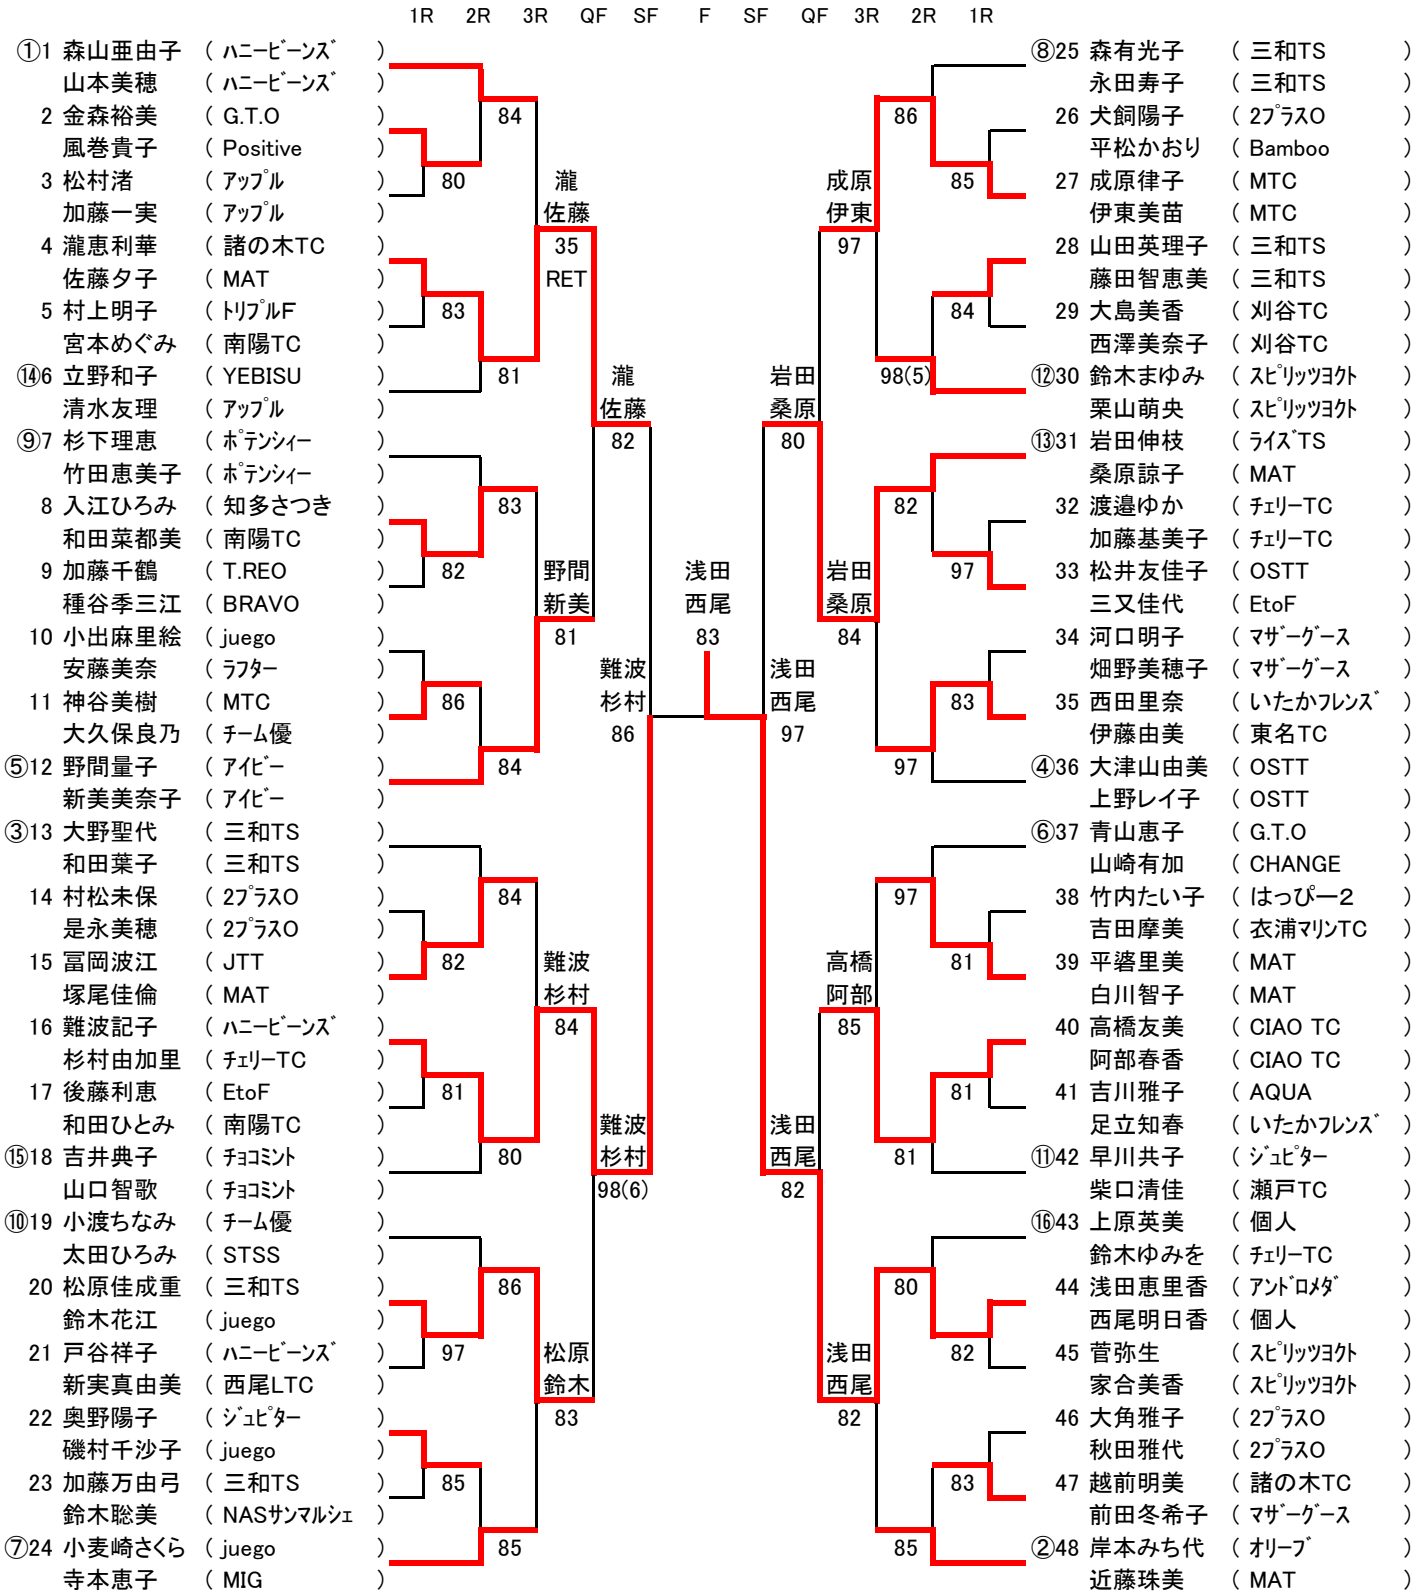 1R 2R 3R QF SF F SF QF 3R 2R 1R
①1 森山亜由子 ( ﾊﾆｰﾋﾞｰﾝｽﾞ ) ⑧25 森有光子 ( 三和TS )
山本美穂 ( ﾊﾆｰﾋﾞｰﾝｽﾞ ) 永田寿子 ( 三和TS )
2 金森裕美 ( G.T.O ) 84 86 26 犬飼陽子 ( 2ﾌﾟﾗｽO )
風巻貴子 ( Positive ) 平松かおり ( Bamboo )
3 松村渚 ( ｱｯﾌﾟﾙ ) 80 瀧 成原 85 27 成原律子 ( MTC )
加藤一実 ( ｱｯﾌﾟﾙ ) 佐藤 伊東 伊東美苗 ( MTC )
4 瀧恵利華 ( 諸の木TC ) 35 97 28 山田英理子 ( 三和TS )
佐藤夕子 ( MAT ) RET 藤田智恵美 ( 三和TS )
5 村上明子 ( ﾄﾘﾌﾟﾙF ) 83 84 29 大島美香 ( 刈谷TC )
宮本めぐみ ( 南陽TC ) 西澤美奈子 ( 刈谷TC )
⑭6 立野和子 ( YEBISU ) 81 瀧 岩田 98(5) ⑫30 鈴木まゆみ ( ｽﾋﾟﾘｯﾂﾖｸﾄ )
清水友理 ( ｱｯﾌﾟﾙ ) 佐藤 桑原 栗山萌央 ( ｽﾋﾟﾘｯﾂﾖｸﾄ )
⑨7 杉下理恵 ( ﾎﾟﾃﾝｼｨｰ ) 82 80 ⑬31 岩田伸枝 ( ﾗｲｽﾞTS )
竹田恵美子 ( ﾎﾟﾃﾝｼｨｰ ) 桑原諒子 ( MAT )
8 入江ひろみ ( 知多さつき ) 83 82 32 渡邉ゆか ( ﾁｪﾘｰTC )
和田菜都美 ( 南陽TC ) 加藤基美子 ( ﾁｪﾘｰTC )
9 加藤千鶴 ( T.REO ) 82 野間 浅田 岩田 97 33 松井友佳子 ( OSTT )
種谷季三江 ( BRAVO ) 新美 西尾 桑原 三又佳代 ( EtoF )
10 小出麻里絵 ( juego ) 81 83 84 34 河口明子 ( ﾏｻﾞｰｸﾞｰｽ )
安藤美奈 ( ﾗﾌﾀｰ ) 難波 浅田 畑野美穂子 ( ﾏｻﾞｰｸﾞｰｽ )
11 神谷美樹 ( MTC ) 86 杉村 西尾 83 35 西田里奈 ( いたかﾌﾚﾝｽﾞ )
大久保良乃 ( ﾁｰﾑ優 ) 86 97 伊藤由美 ( 東名TC )
⑤12 野間量子 ( ｱｲﾋﾞｰ ) 84 97 ④36 大津山由美 ( OSTT )
新美美奈子 ( ｱｲﾋﾞｰ ) 上野レイ子 ( OSTT )
③13 大野聖代 ( 三和TS ) ⑥37 青山恵子 ( G.T.O )
和田葉子 ( 三和TS ) 山崎有加 ( CHANGE )
14 村松未保 ( 2ﾌﾟﾗｽO ) 84 97 38 竹内たい子 ( はっぴー2 )
是永美穂 ( 2ﾌﾟﾗｽO ) 吉田摩美 ( 衣浦ﾏﾘﾝTC )
15 冨岡波江 ( JTT ) 82 難波 高橋 81 39 平碆里美 ( MAT )
塚尾佳倫 ( MAT ) 杉村 阿部 白川智子 ( MAT )
16 難波記子 ( ﾊﾆｰﾋﾞｰﾝｽﾞ ) 84 85 40 高橋友美 ( CIAO TC )
杉村由加里 ( ﾁｪﾘｰTC ) 阿部春香 ( CIAO TC )
17 後藤利恵 ( EtoF ) 81 81 41 吉川雅子 ( AQUA )
和田ひとみ ( 南陽TC ) 難波 浅田 足立知春 ( いたかﾌﾚﾝｽﾞ )
⑮18 吉井典子 ( ﾁｮｺﾐﾝﾄ ) 80 杉村 西尾 81 ⑪42 早川共子 ( ｼﾞｭﾋﾟﾀｰ )
山口智歌 ( ﾁｮｺﾐﾝﾄ ) 98(6) 82 柴口清佳 ( 瀬戸TC )
⑩19 小渡ちなみ ( ﾁｰﾑ優 ) ⑯43 上原英美 ( 個人 )
太田ひろみ ( STSS ) 鈴木ゆみを ( ﾁｪﾘｰTC )
20 松原佳成重 ( 三和TS ) 86 80 44 浅田恵里香 ( ｱﾝﾄﾞﾛﾒﾀﾞ )
鈴木花江 ( juego ) 西尾明日香 ( 個人 )
21 戸谷祥子 ( ﾊﾆｰﾋﾞｰﾝｽﾞ ) 97 松原 浅田 82 45 菅弥生 ( ｽﾋﾟﾘｯﾂﾖｸﾄ )
新実真由美 ( 西尾LTC ) 鈴木 西尾 家合美香 ( ｽﾋﾟﾘｯﾂﾖｸﾄ )
22 奥野陽子 ( ｼﾞｭﾋﾟﾀｰ ) 83 82 46 大角雅子 ( 2ﾌﾟﾗｽO )
磯村千沙子 ( juego ) 秋田雅代 ( 2ﾌﾟﾗｽO )
23 加藤万由弓 ( 三和TS ) 85 83 47 越前明美 ( 諸の木TC )
鈴木聡美 ( NASｻﾝﾏﾙｼｪ ) 前田冬希子 ( ﾏｻﾞｰｸﾞｰｽ )
⑦24 小麦崎さくら ( juego ) 85 85 ②48 岸本みち代 ( ｵﾘｰﾌﾞ )
寺本恵子 ( MIG ) 近藤珠美 ( MAT )